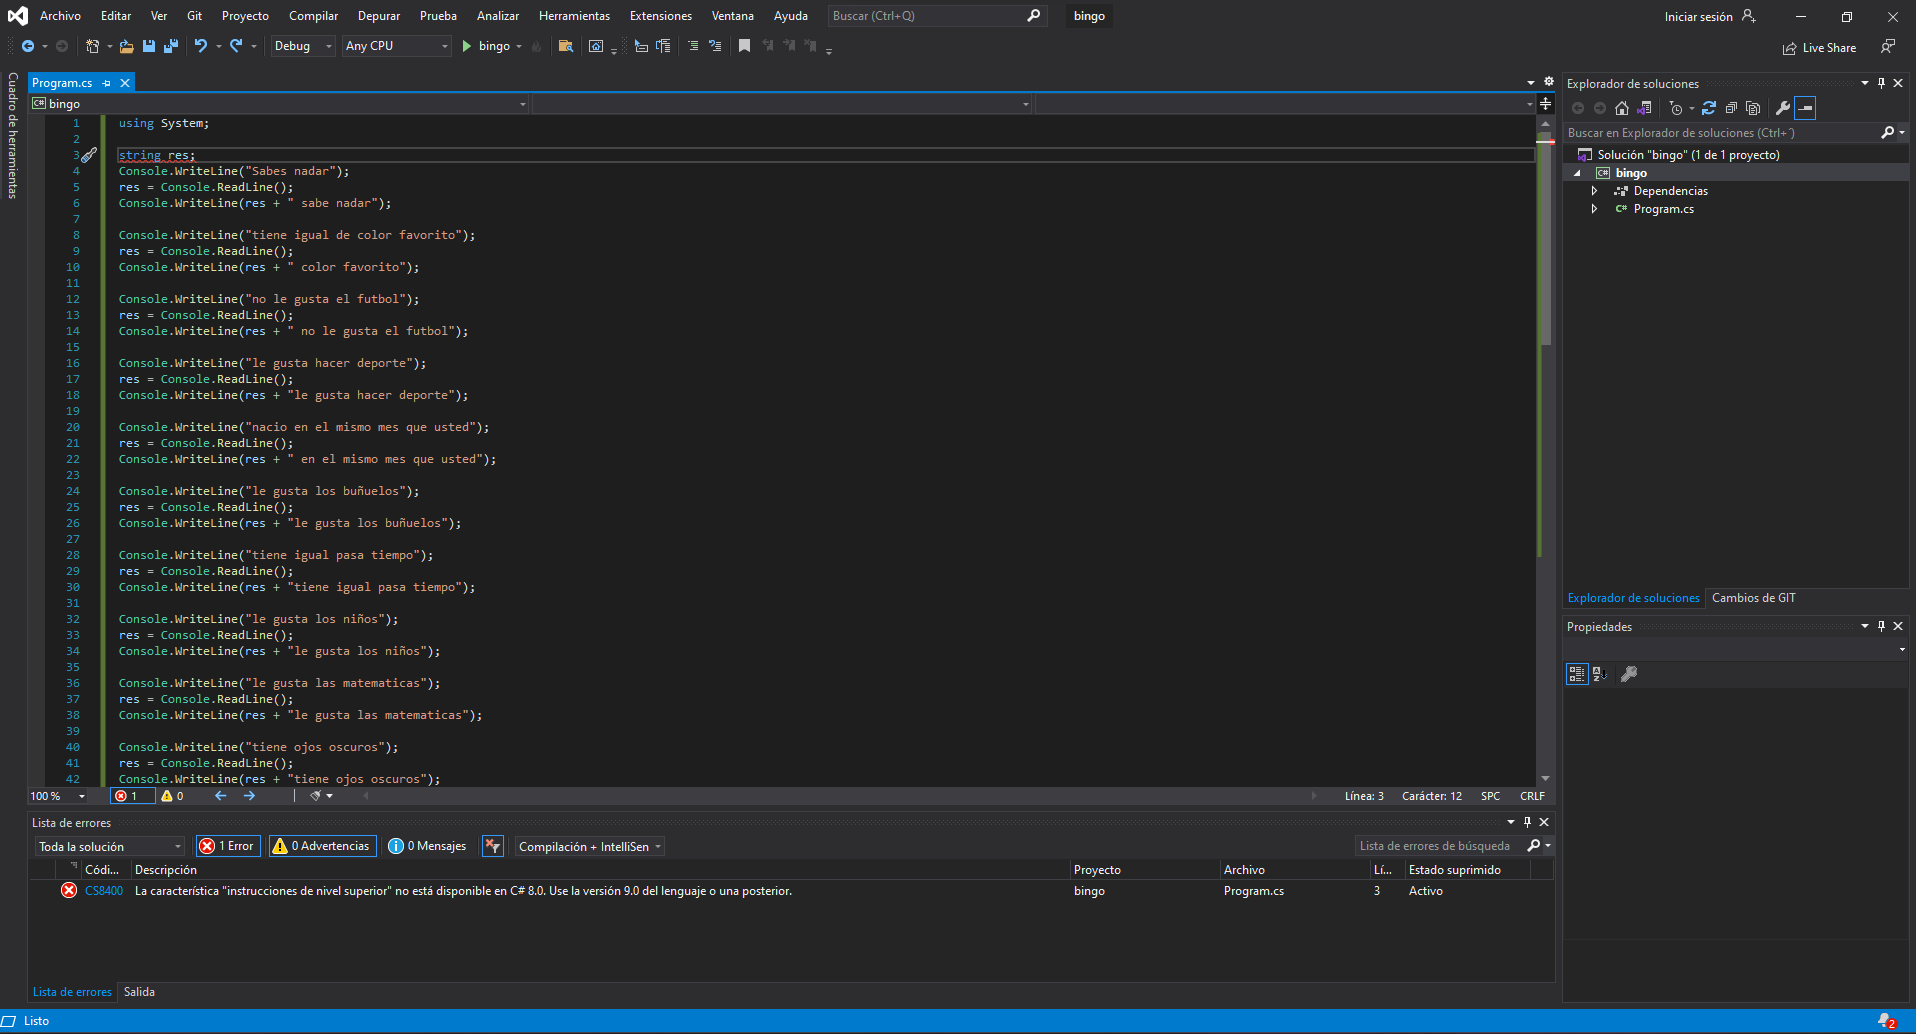 Archivo Editar Ver Git Proyecto Compilar Depurar Prueba Analizar Herramientas Extensiones Ventana Ayuda Buscar (Ctrl+Q) bingo Iniciar sesión
Debug Any CPU bingo Live Share
Cuadro de herramientas
Program.cs
C# bingo
1 using System;
2
3 string res;
4 Console.WriteLine("Sabes nadar");
5 res = Console.ReadLine();
6 Console.WriteLine(res + " sabe nadar");
7
8 Console.WriteLine("tiene igual de color favorito");
9 res = Console.ReadLine();
10 Console.WriteLine(res + " color favorito");
11
12 Console.WriteLine("no le gusta el futbol");
13 res = Console.ReadLine();
14 Console.WriteLine(res + " no le gusta el futbol");
15
16 Console.WriteLine("le gusta hacer deporte");
17 res = Console.ReadLine();
18 Console.WriteLine(res + "le gusta hacer deporte");
19
20 Console.WriteLine("nacio en el mismo mes que usted");
21 res = Console.ReadLine();
22 Console.WriteLine(res + " en el mismo mes que usted");
23
24 Console.WriteLine("le gusta los buñuelos");
25 res = Console.ReadLine();
26 Console.WriteLine(res + "le gusta los buñuelos");
27
28 Console.WriteLine("tiene igual pasa tiempo");
29 res = Console.ReadLine();
30 Console.WriteLine(res + "tiene igual pasa tiempo");
31
32 Console.WriteLine("le gusta los niños");
33 res = Console.ReadLine();
34 Console.WriteLine(res + "le gusta los niños");
35
36 Console.WriteLine("le gusta las matematicas");
37 res = Console.ReadLine();
38 Console.WriteLine(res + "le gusta las matematicas");
39
40 Console.WriteLine("tiene ojos oscuros");
41 res = Console.ReadLine();
42 Console.WriteLine(res + "tiene ojos oscuros");
100 % 1 0 Línea: 3 Carácter: 12 SPC CRLF
Lista de errores
Toda la solución 1 Error 0 Advertencias 0 Mensajes Compilación + IntelliSen Lista de errores de búsqueda
Códi... Descripción Proyecto Archivo Lí... Estado suprimido
CS8400 La característica "instrucciones de nivel superior" no está disponible en C# 8.0. Use la versión 9.0 del lenguaje o una posterior. bingo Program.cs 3 Activo
Lista de errores Salida
Listo
2
Explorador de soluciones
Buscar en Explorador de soluciones (Ctrl+´)
Solución "bingo" (1 de 1 proyecto)
C# bingo
Dependencias
C# Program.cs
Explorador de soluciones Cambios de GIT
Propiedades